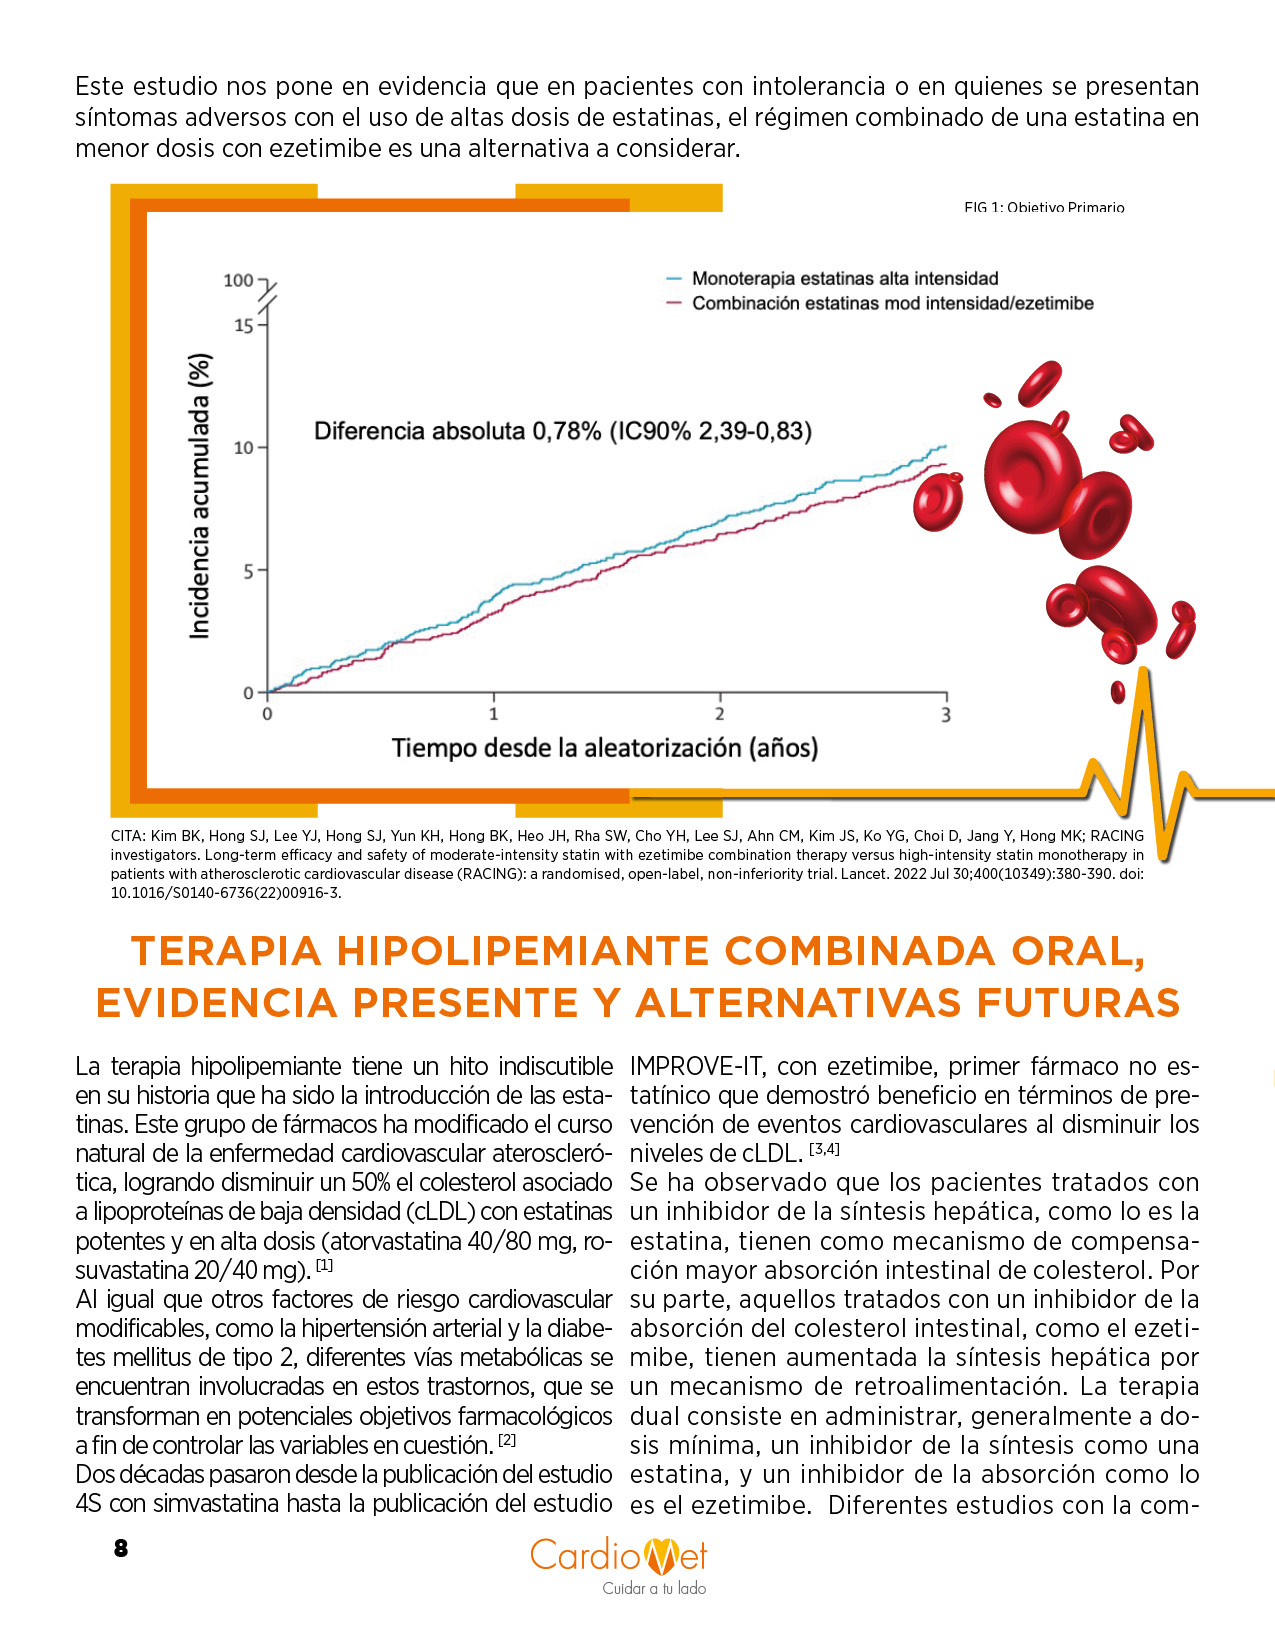 Este estudio nos pone en evidencia que en pacientes con intolerancia o en quienes se presentan
síntomas adversos con el uso de altas dosis de estatinas, el régimen combinado de una estatina en
menor dosis con ezetimibe es una alternativa a considerar.
FIG 1: Objetivo Primario
Monoterapia estatinas alta intensidad
Combinación estatinas mod intensidad/ezetimibe
100
15
10
5
0
Incidencia acumulada (%)
Diferencia absoluta 0,78% (IC90% 2,39-0,83)
0 1 2 3
Tiempo desde la aleatorización (años)
CITA: Kim BK, Hong SJ, Lee YJ, Hong SJ, Yun KH, Hong BK, Heo JH, Rha SW, Cho YH, Lee SJ, Ahn CM, Kim JS, Ko YG, Choi D, Jang Y, Hong MK; RACING
investigators. Long-term efficacy and safety of moderate-intensity statin with ezetimibe combination therapy versus high-intensity statin monotherapy in
patients with atherosclerotic cardiovascular disease (RACING): a randomised, open-label, non-inferiority trial. Lancet. 2022 Jul 30;400(10349):380-390. doi:
10.1016/S0140-6736(22)00916-3.
TERAPIA HIPOLIPEMIANTE COMBINADA ORAL,
EVIDENCIA PRESENTE Y ALTERNATIVAS FUTURAS
La terapia hipolipemiante tiene un hito indiscutible
en su historia que ha sido la introducción de las esta-
tinas. Este grupo de fármacos ha modificado el curso
natural de la enfermedad cardiovascular ateroscleró-
tica, logrando disminuir un 50% el colesterol asociado
a lipoproteínas de baja densidad (cLDL) con estatinas
potentes y en alta dosis (atorvastatina 40/80 mg, ro-
suvastatina 20/40 mg). [1]
Al igual que otros factores de riesgo cardiovascular
modificables, como la hipertensión arterial y la diabe-
tes mellitus de tipo 2, diferentes vías metabólicas se
encuentran involucradas en estos trastornos, que se
transforman en potenciales objetivos farmacológicos
a fin de controlar las variables en cuestión. [2]
Dos décadas pasaron desde la publicación del estudio
4S con simvastatina hasta la publicación del estudio
IMPROVE-IT, con ezetimibe, primer fármaco no es-
tatínico que demostró beneficio en términos de pre-
vención de eventos cardiovasculares al disminuir los
niveles de cLDL. [3,4]
Se ha observado que los pacientes tratados con
un inhibidor de la síntesis hepática, como lo es la
estatina, tienen como mecanismo de compensa-
ción mayor absorción intestinal de colesterol. Por
su parte, aquellos tratados con un inhibidor de la
absorción del colesterol intestinal, como el ezeti-
mibe, tienen aumentada la síntesis hepática por
un mecanismo de retroalimentación. La terapia
dual consiste en administrar, generalmente a do-
sis mínima, un inhibidor de la síntesis como una
estatina, y un inhibidor de la absorción como lo
es el ezetimibe. Diferentes estudios con la com-
8
CardioMet
Cuidar a tu lado